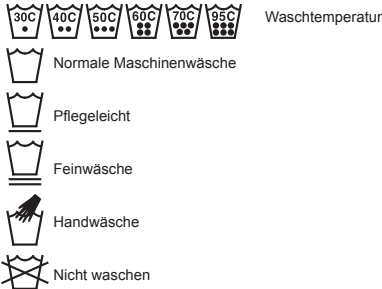 30C 40C 50C 60C 70C 95C Waschtemperatur
Normale Maschinenwäsche
Pflegeleicht
Feinwäsche
Handwäsche
Nicht waschen